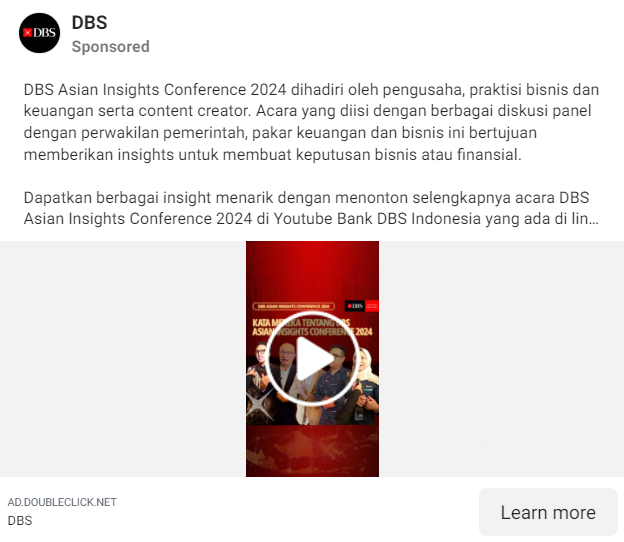 DBS
DBS
Sponsored
DBS Asian Insights Conference 2024 dihadiri oleh pengusaha, praktisi bisnis dan
keuangan serta content creator. Acara yang diisi dengan berbagai diskusi panel
dengan perwakilan pemerintah, pakar keuangan dan bisnis ini bertujuan
memberikan insights untuk membuat keputusan bisnis atau finansial.
Dapatkan berbagai insight menarik dengan menonton selengkapnya acara DBS
Asian Insights Conference 2024 di Youtube Bank DBS Indonesia yang ada di lin...
DBS ASIAN INSIGHTS CONFERENCE 2024
DBS
KATA MEREKA TENTANG DBS
ASIAN INSIGHTS CONFERENCE 2024
AD.DOUBLECLICK.NET
DBS
Learn more